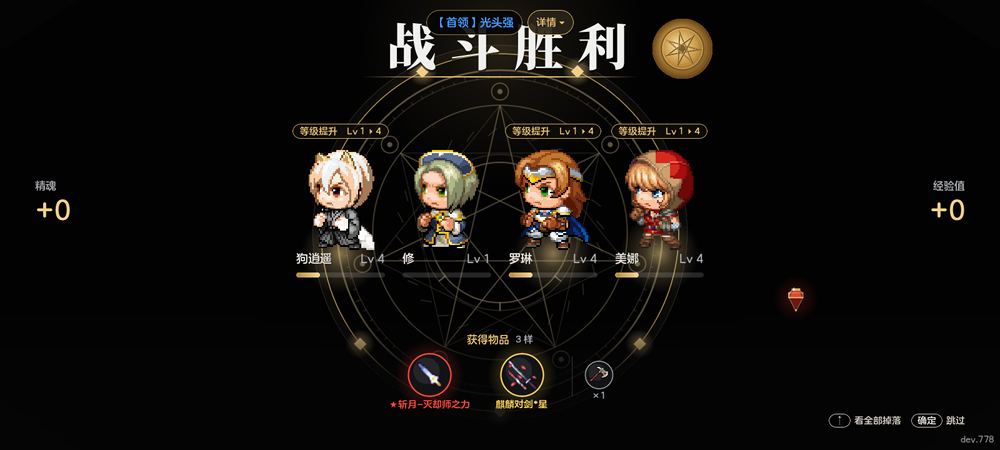 【首领】光头强 详情
战斗胜利
等级提升 Lv 1 4
等级提升 Lv 1 4
等级提升 Lv 1 4
精魂
+0
经验值
+0
狗逍遥 Lv 4
修 Lv 1
罗琳 Lv 4
美娜 Lv 4
获得物品 3 样
★斩月-灭却师之力
麒麟对剑*星
×1
↑ 看全部掉落 确定 跳过
dev.778